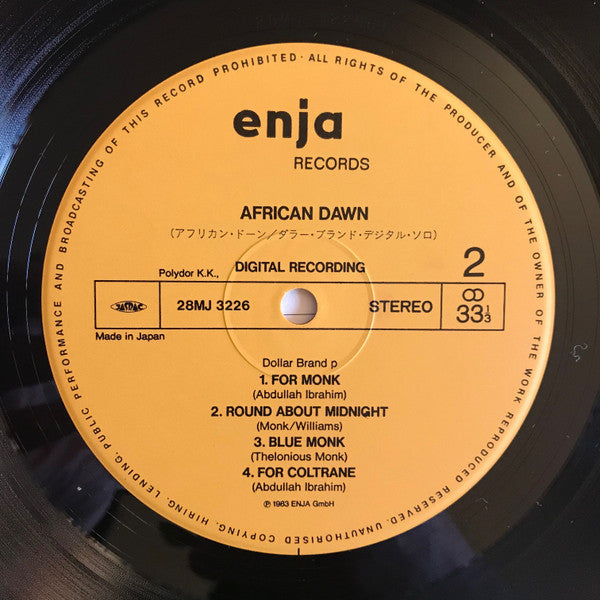 ALL RIGHTS OF THE PRODUCER AND OF THE OWNER OF THE WORK REPRODUCED RESERVED. UNAUTHORISED COPYING, HIRING, LENDING, PUBLIC PERFORMANCE AND BROADCASTING OF THIS RECORD PROHIBITED ·
enja
RECORDS
AFRICAN DAWN
(アフリカン・ドーン/ダラー・ブランド・デジタル・ソロ)
Polydor K.K.,
DIGITAL RECORDING
2
JASRAC
28MJ 3226
STEREO
33⅓
Made in Japan
Dollar Brand p
1. FOR MONK
(Abdullah Ibrahim)
2. ROUND ABOUT MIDNIGHT
(Monk/Williams)
3. BLUE MONK
(Thelonious Monk)
4. FOR COLTRANE
(Abdullah Ibrahim)
℗ 1983 ENJA GmbH